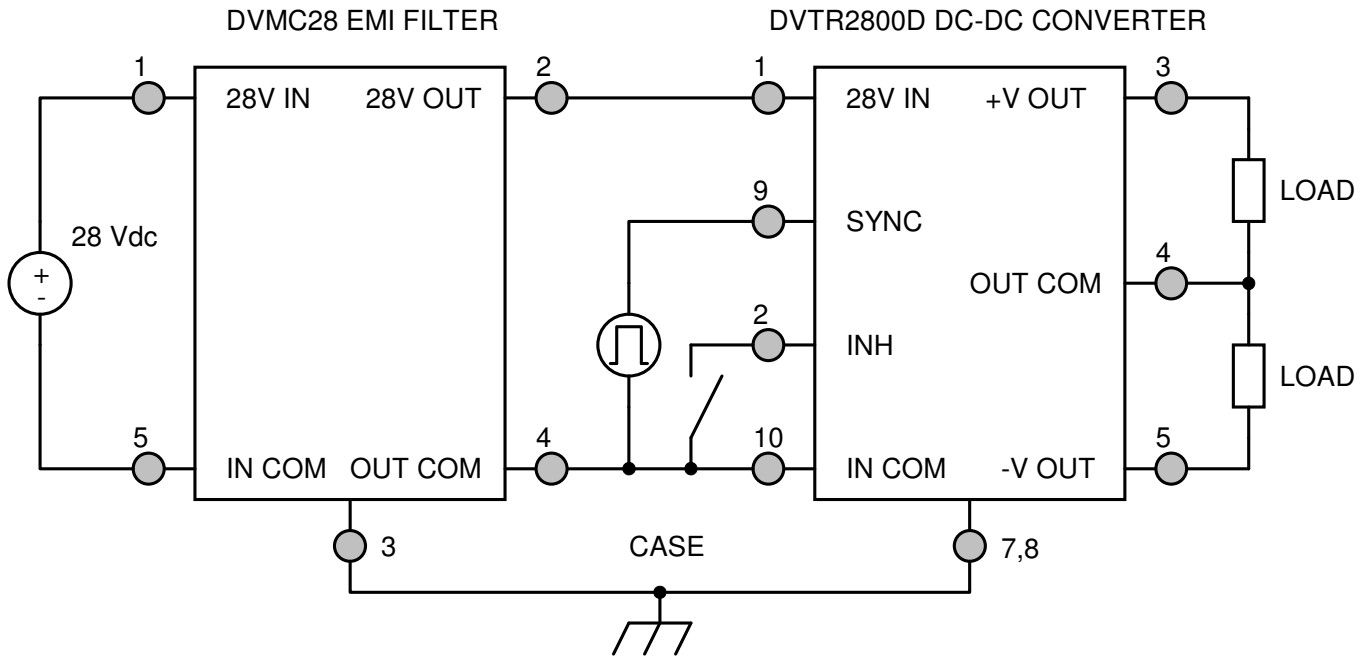 DVMC28 EMI FILTER
DVTR2800D DC-DC CONVERTER
1
2
1
3
28V IN
28V OUT
28V IN
+V OUT
9
LOAD
SYNC
28 Vdc
4
+
-
OUT COM
2
INH
LOAD
5
4
10
5
IN COM
OUT COM
IN COM
-V OUT
3
CASE
7,8